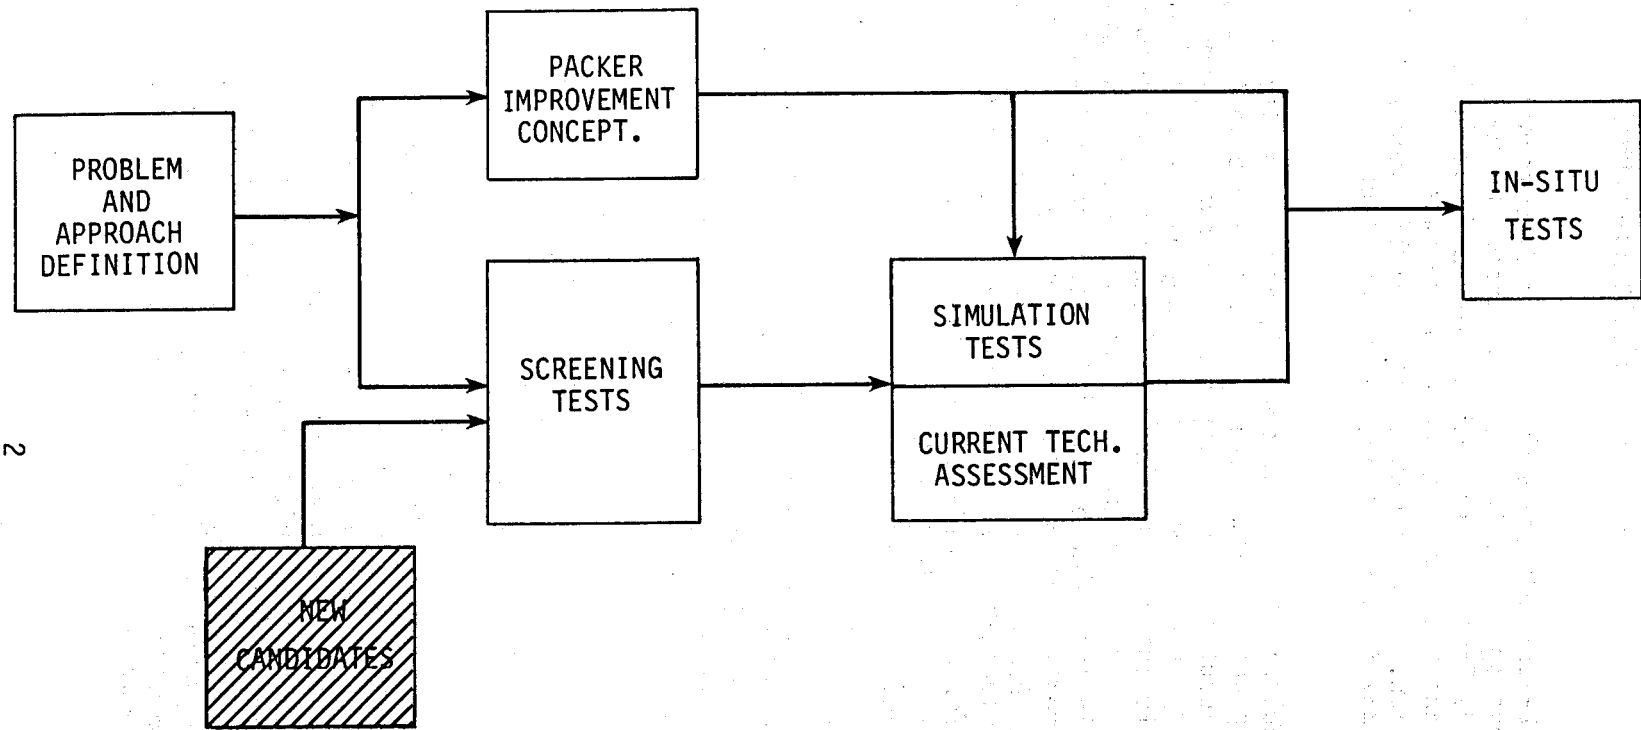 PACKER
IMPROVEMENT
CONCEPT.
PROBLEM
AND
APPROACH
DEFINITION
IN-SITU
TESTS
SIMULATION
TESTS
SCREENING
TESTS
CURRENT TECH.
ASSESSMENT
2
NEW
CANDIDATES